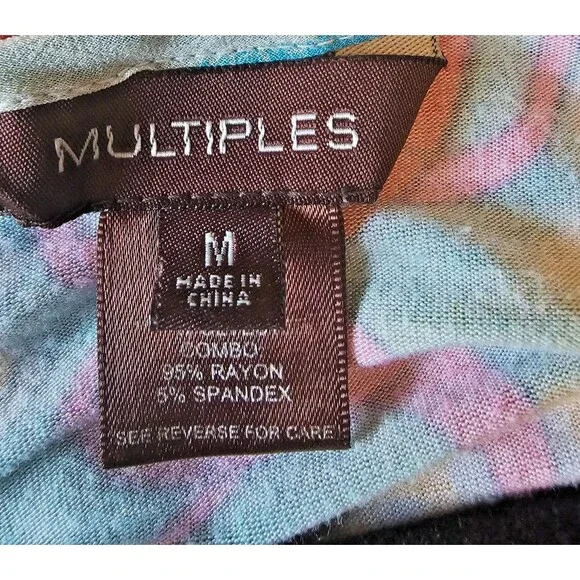 MULTIPLES
M
MADE IN
CHINA
COMBO
95% RAYON
5% SPANDEX
SEE REVERSE FOR CARE